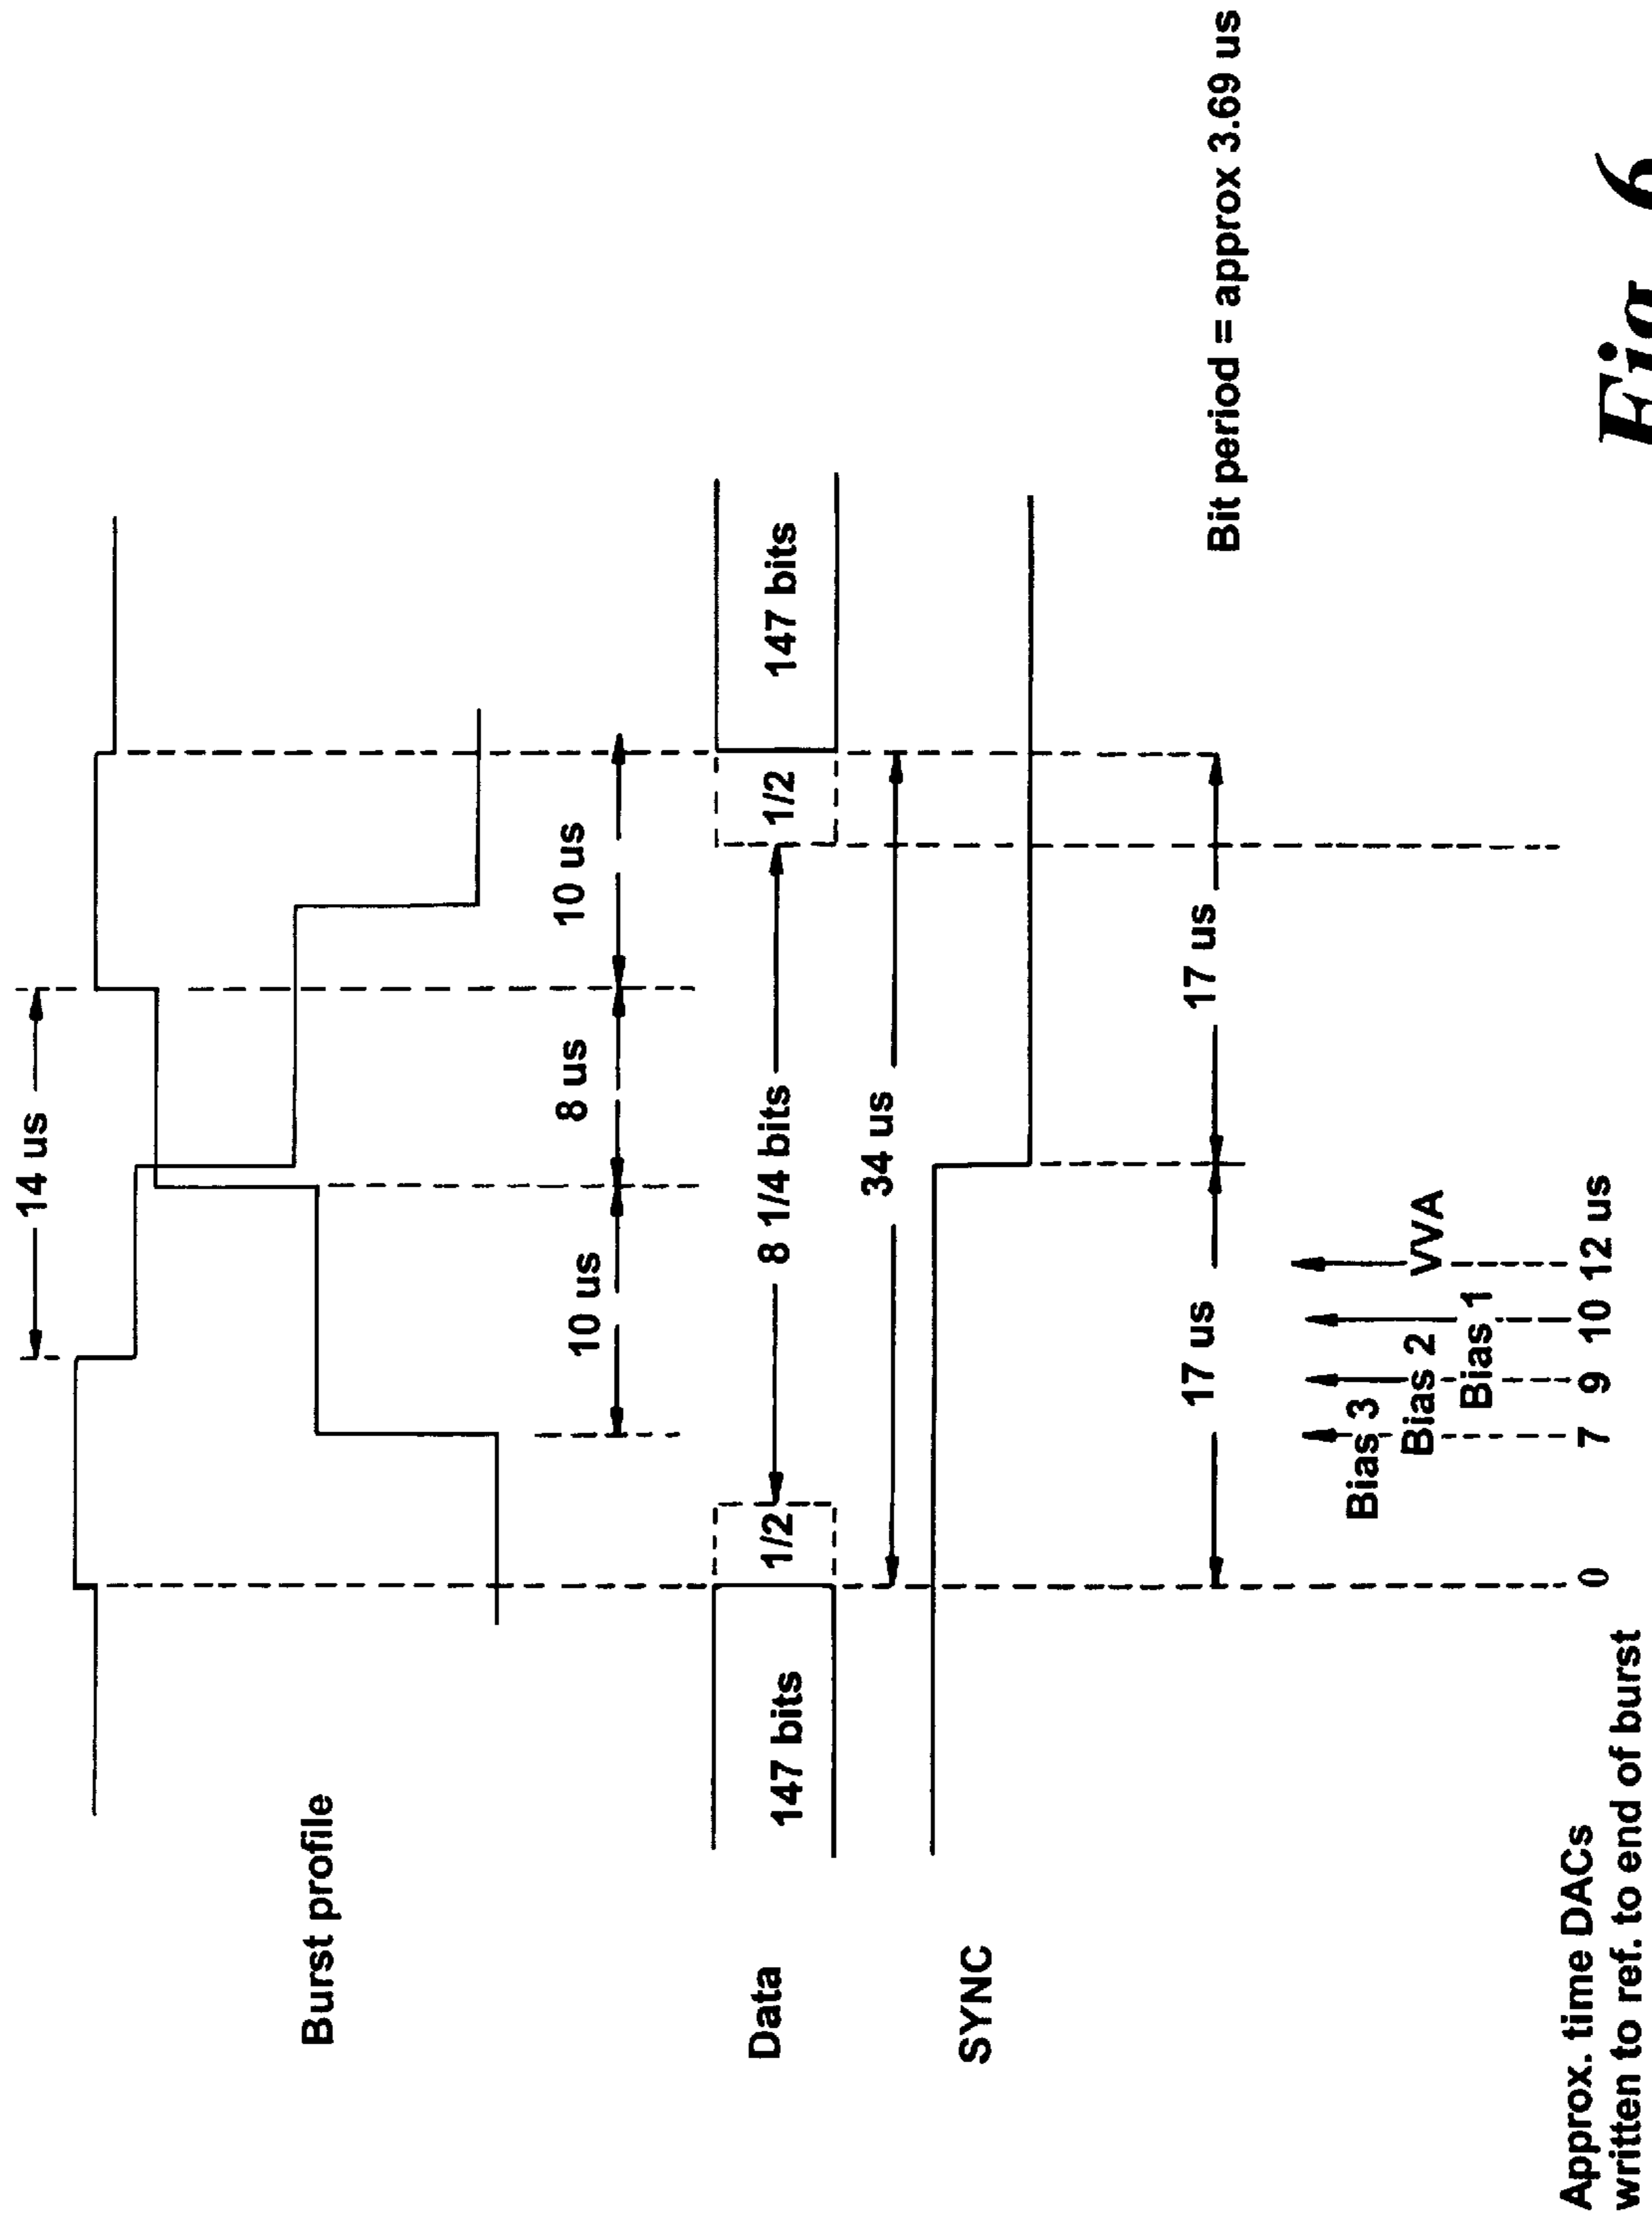 14 us
Burst profile
10 us
8 us
10 us
Data
147 bits
1/2
8 1/4 bits
1/2
147 bits
34 us
SYNC
17 us
17 us
Bit period = approx 3.69 us
Bias 3
Bias 2
Bias 1
VVA
Approx. time DACs
written to ref. to end of burst
0 7 9 10 12 us
Fig. 6